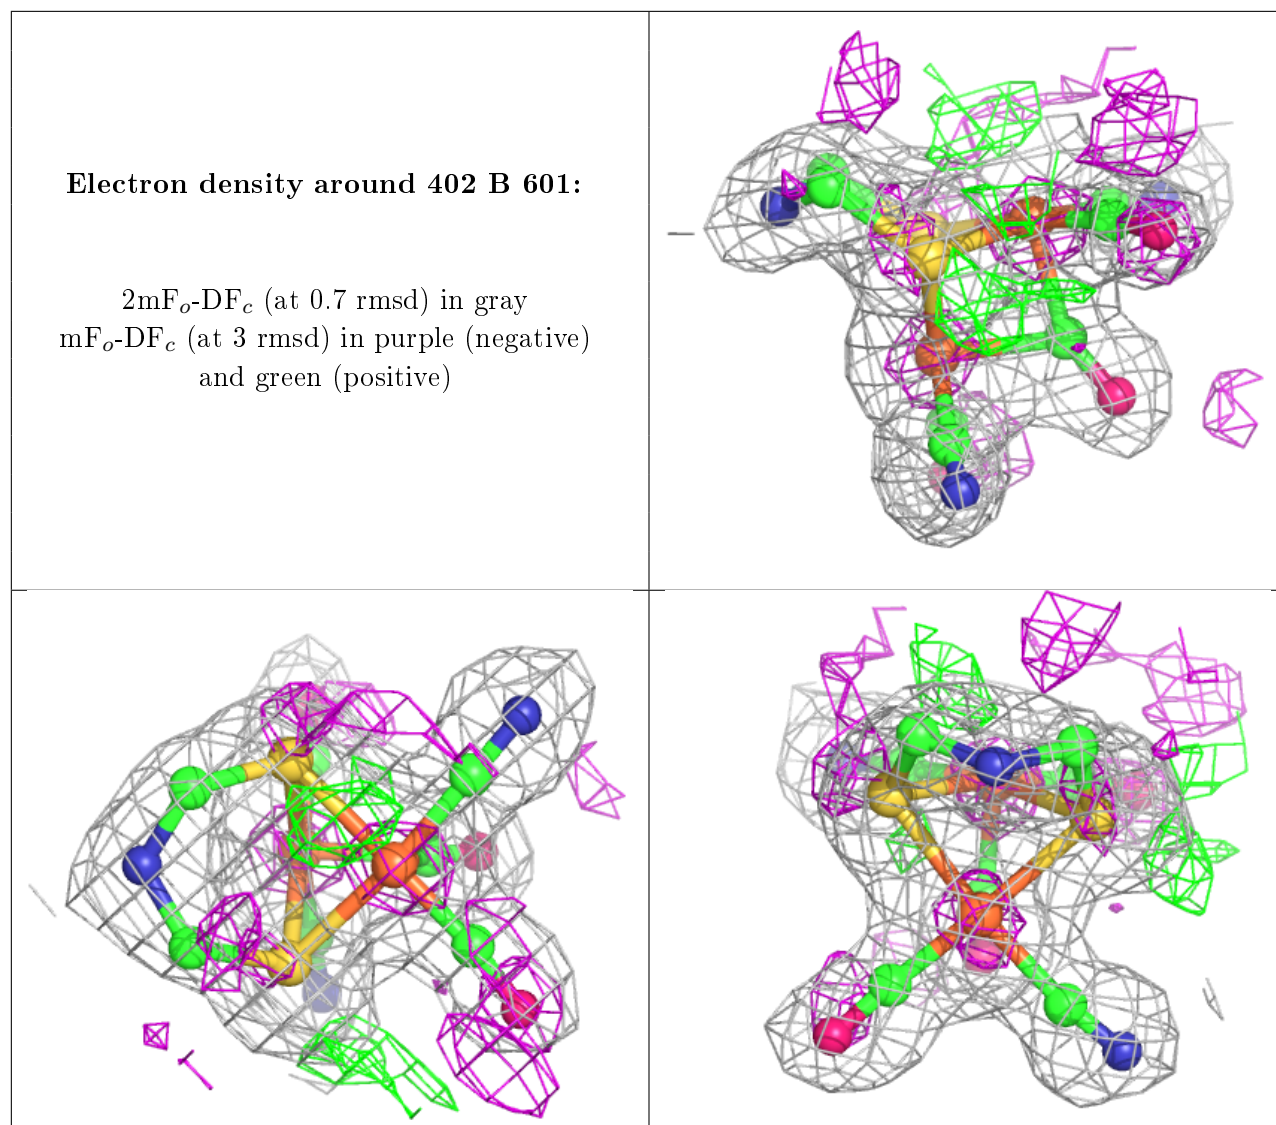 Electron density around 402 B 601:
2mFₒ-DF𝒸 (at 0.7 rmsd) in gray
mFₒ-DF𝒸 (at 3 rmsd) in purple (negative)
and green (positive)